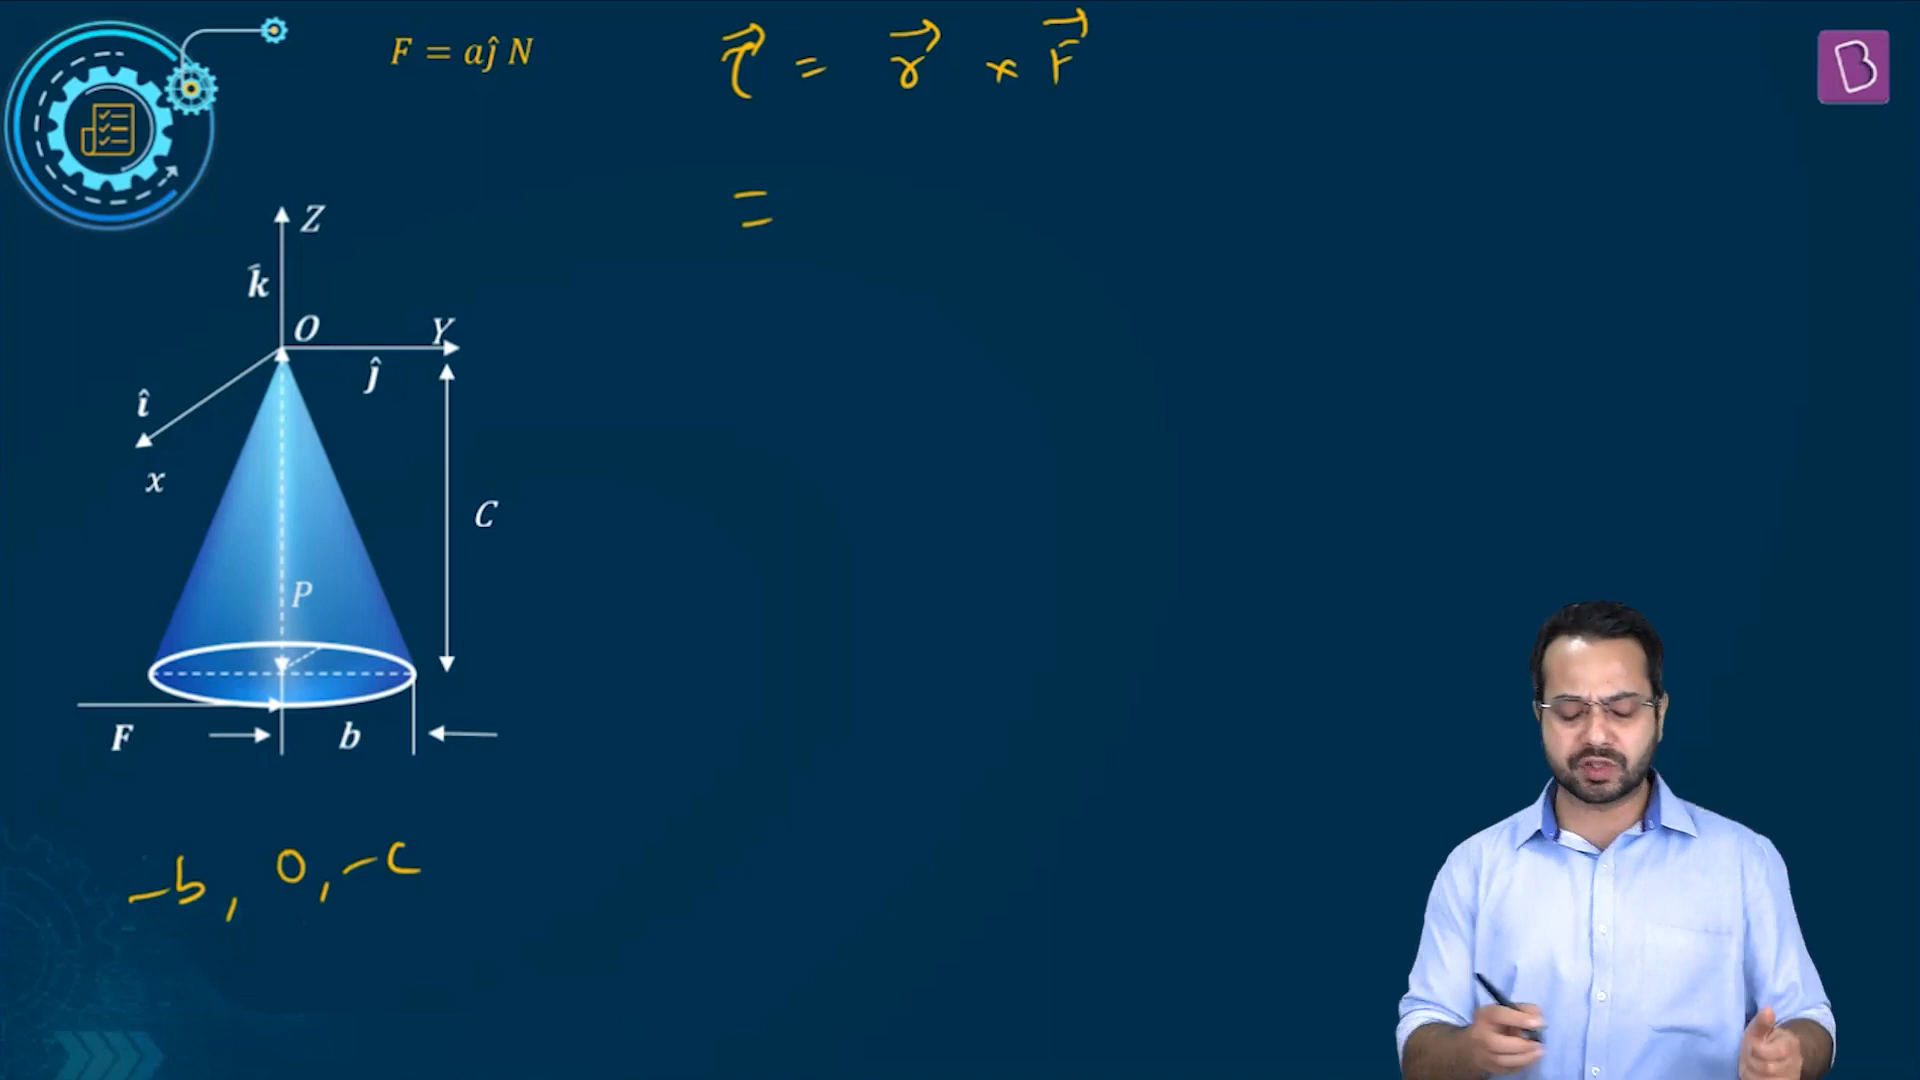 F = aĵ N
τ⃗ = r⃗ × F⃗
=
Z
k̂
O
Y
ĵ
î
x
C
P
F
b
-b, 0, -c
B